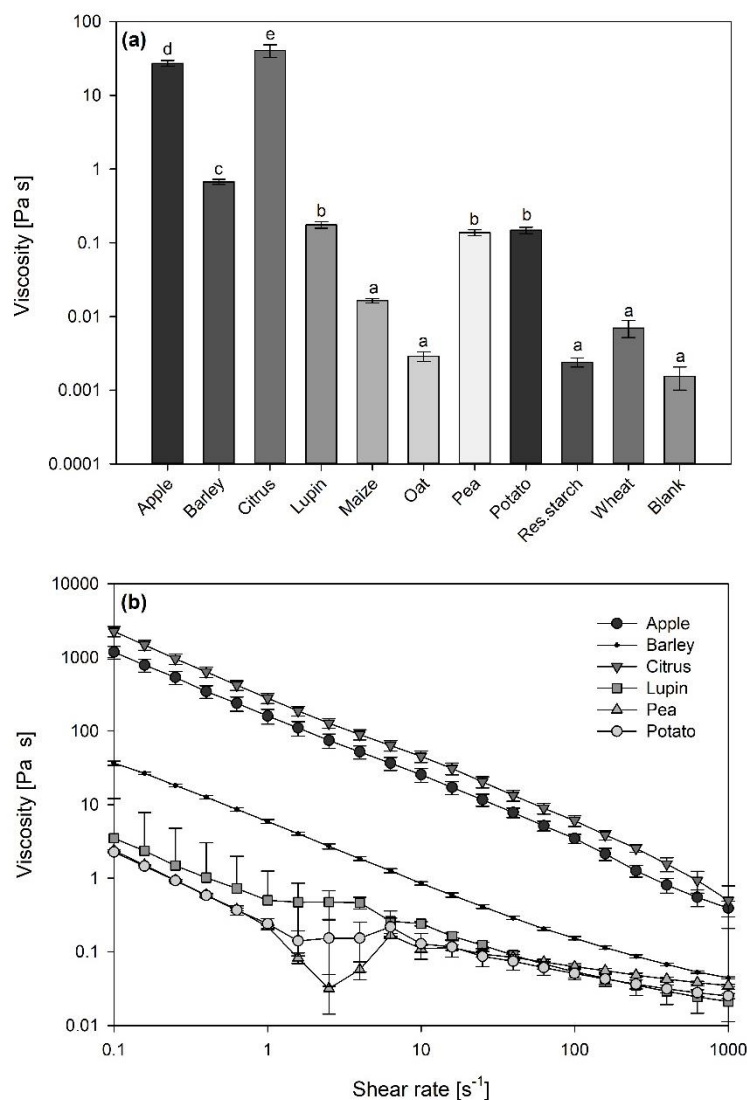 (a)
Viscosity [Pa s]
100
10
1
0.1
0.01
0.001
0.0001
d
c
e
b
a
a
b
b
a
a
a
Apple
Barley
Citrus
Lupin
Maize
Oat
Pea
Potato
Res.starch
Wheat
Blank
(b)
Viscosity [Pa s]
10000
1000
100
10
1
0.1
0.01
Apple
Barley
Citrus
Lupin
Pea
Potato
0.1 1 10 100 1000
Shear rate [s⁻¹]